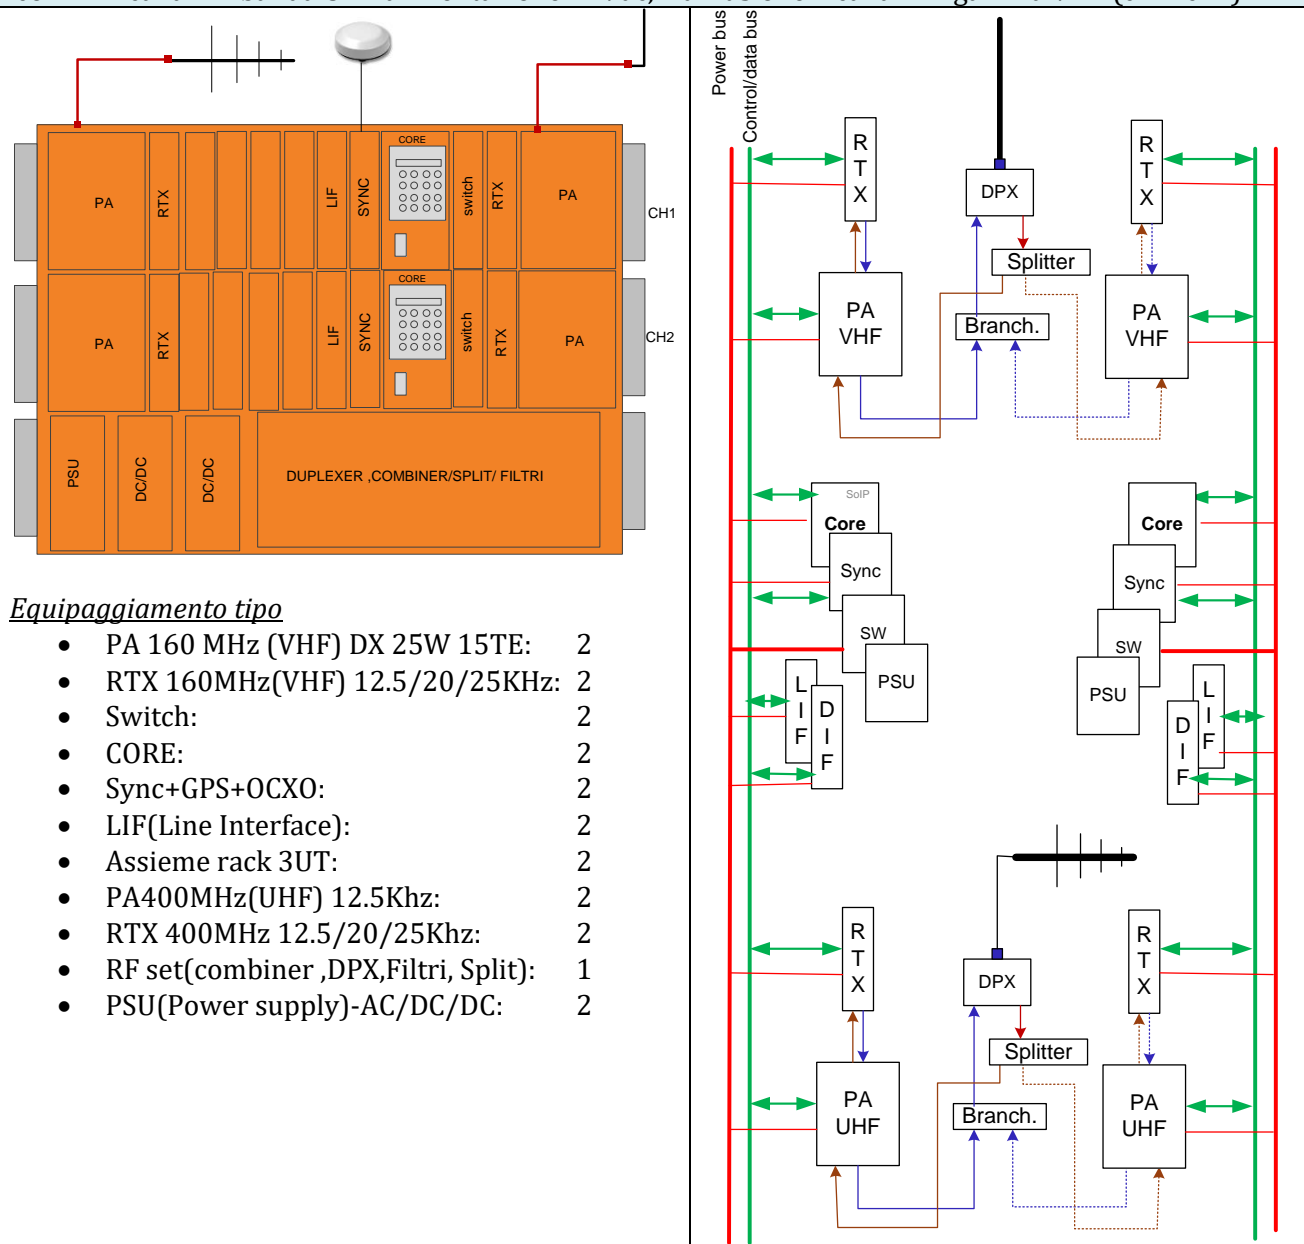 CORE
PA
RTX
LIF
SYNC
switch
RTX
PA
CH1
CORE
PA
RTX
LIF
SYNC
switch
RTX
PA
CH2
PSU
DC/DC
DC/DC
DUPLEXER ,COMBINER/SPLIT/ FILTRI
Equipaggiamento tipo
• PA 160 MHz (VHF) DX 25W 15TE: 2
• RTX 160MHz(VHF) 12.5/20/25KHz: 2
• Switch: 2
• CORE: 2
• Sync+GPS+OCXO: 2
• LIF(Line Interface): 2
• Assieme rack 3UT: 2
• PA400MHz(UHF) 12.5Khz: 2
• RTX 400MHz 12.5/20/25Khz: 2
• RF set(combiner ,DPX,Filtri, Split): 1
• PSU(Power supply)-AC/DC/DC: 2
Power bus
Control/data bus
RTX
DPX
RTX
Splitter
PA
VHF
Branch.
PA
VHF
SoIP
Core
Sync
SW
PSU
LIF
DIF
Core
Sync
SW
PSU
LIF
DIF
RTX
DPX
RTX
Splitter
PA
UHF
Branch.
PA
UHF